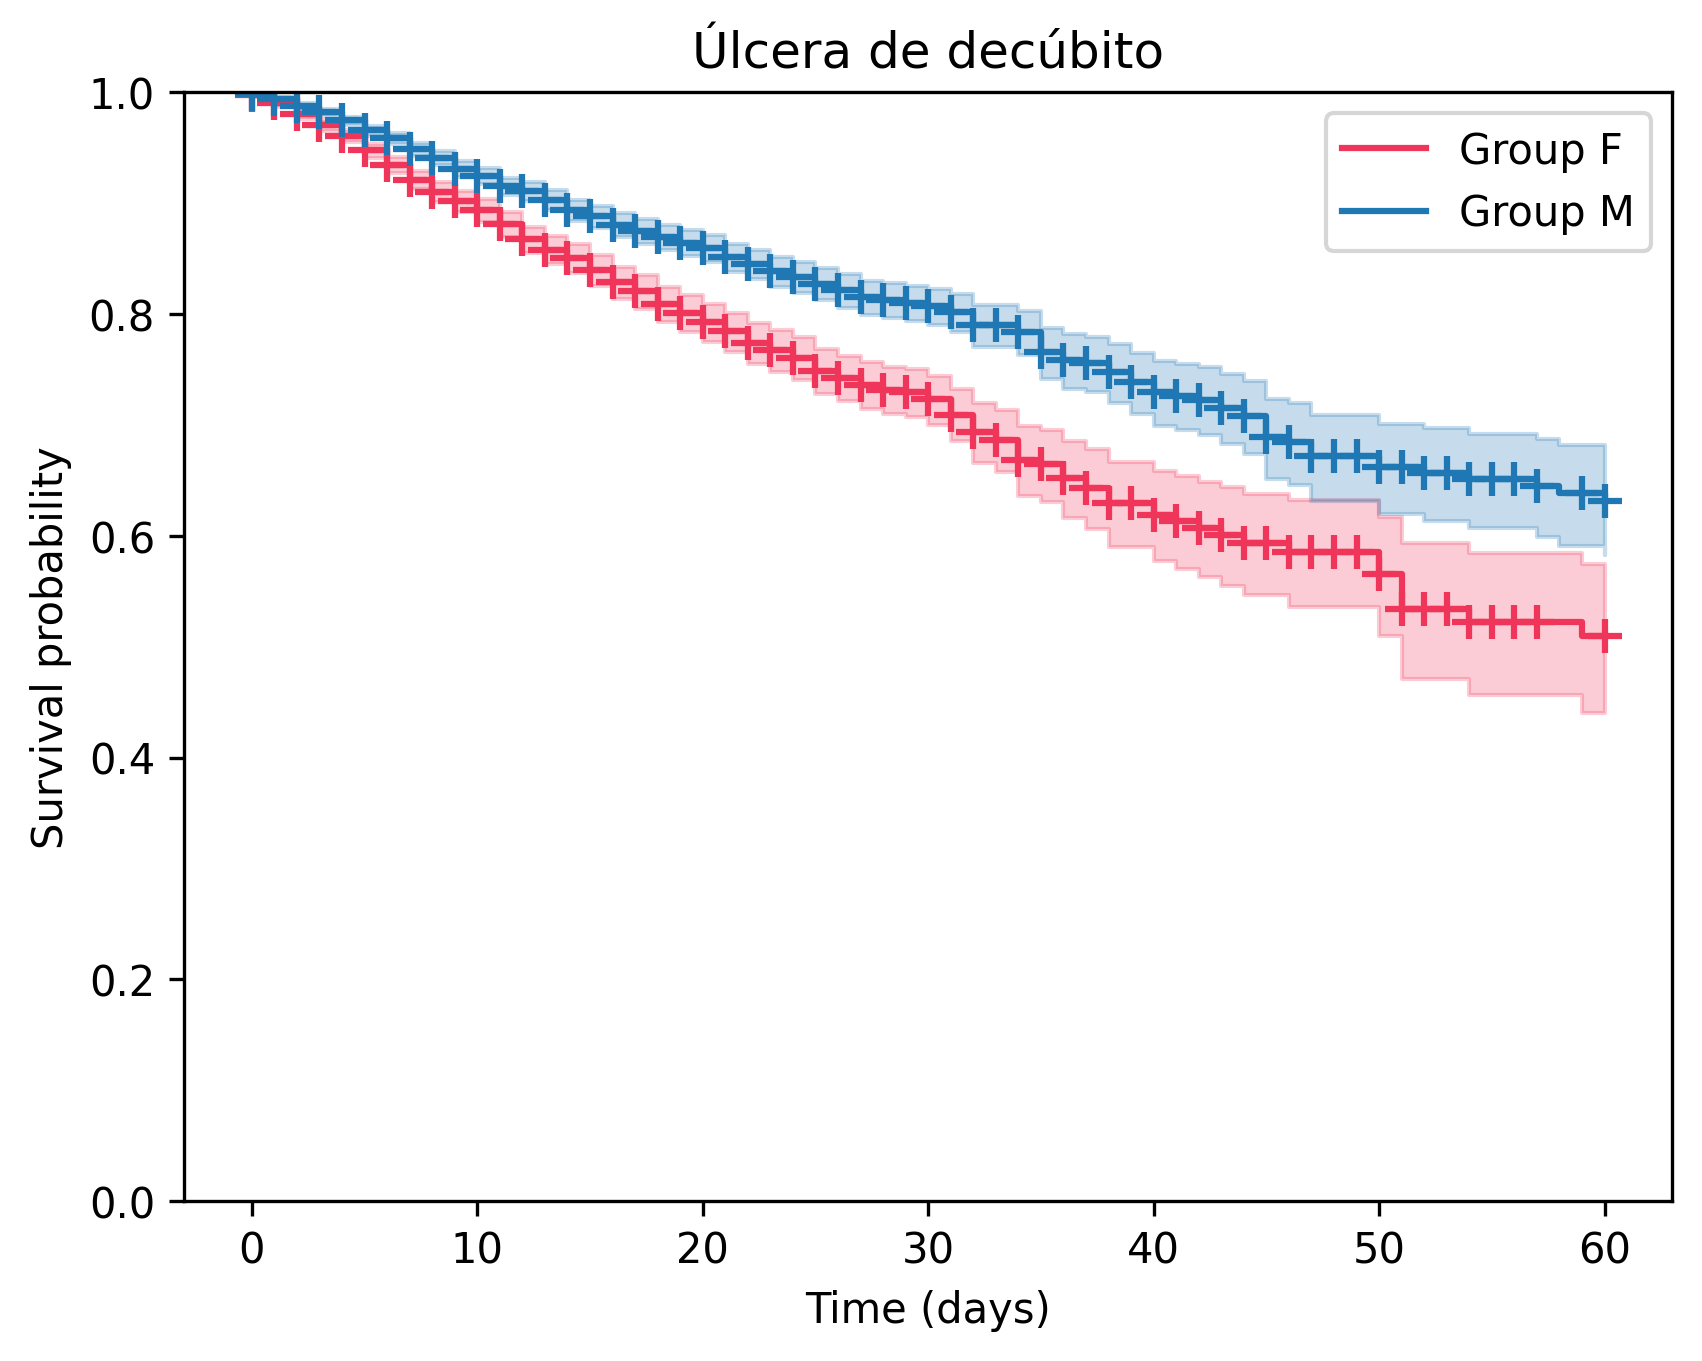 Úlcera de decúbito
Group F
Group M
Survival probability
1.0
0.8
0.6
0.4
0.2
0.0
0 10 20 30 40 50 60
Time (days)